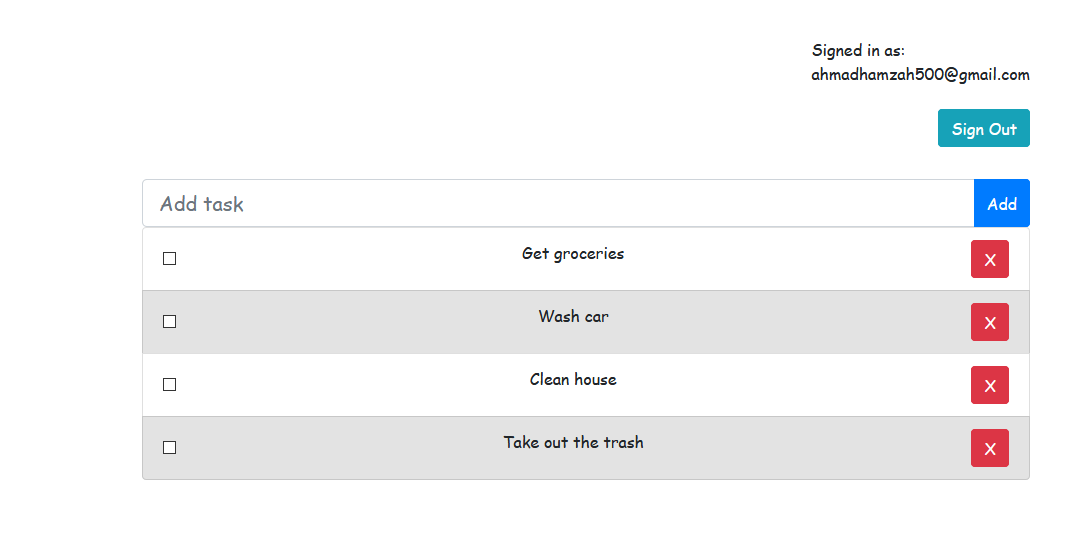 Signed in as:
ahmadhamzah500@gmail.com
Sign Out
Add task
Add
Get groceries
X
Wash car
X
Clean house
X
Take out the trash
X